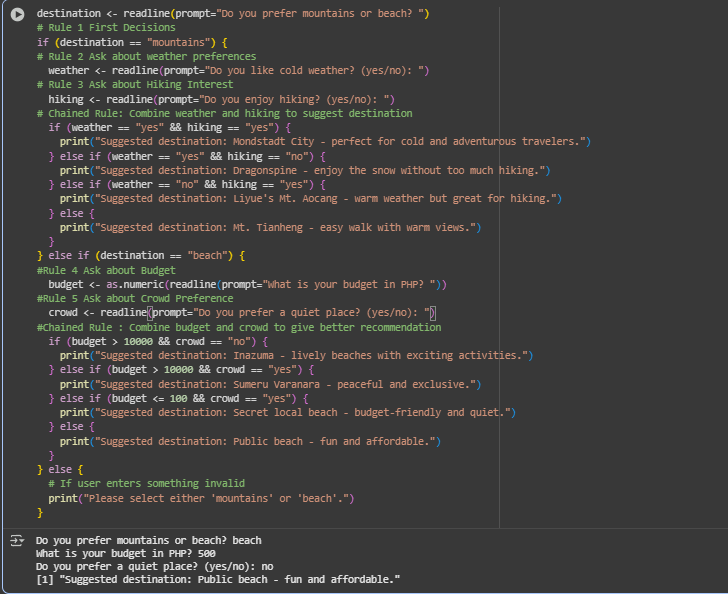 destination <- readline(prompt="Do you prefer mountains or beach? ")
# Rule 1 First Decisions
if (destination == "mountains") {
# Rule 2 Ask about weather preferences
  weather <- readline(prompt="Do you like cold weather? (yes/no): ")
# Rule 3 Ask about Hiking Interest
  hiking <- readline(prompt="Do you enjoy hiking? (yes/no): ")
# Chained Rule: Combine weather and hiking to suggest destination
  if (weather == "yes" && hiking == "yes") {
    print("Suggested destination: Mondstadt City - perfect for cold and adventurous travelers.")
  } else if (weather == "yes" && hiking == "no") {
    print("Suggested destination: Dragonspine - enjoy the snow without too much hiking.")
  } else if (weather == "no" && hiking == "yes") {
    print("Suggested destination: Liyue's Mt. Aocang - warm weather but great for hiking.")
  } else {
    print("Suggested destination: Mt. Tianheng - easy walk with warm views.")
  }
} else if (destination == "beach") {
#Rule 4 Ask about Budget
  budget <- as.numeric(readline(prompt="What is your budget in PHP? "))
#Rule 5 Ask about Crowd Preference
  crowd <- readline(prompt="Do you prefer a quiet place? (yes/no): ")
#Chained Rule : Combine budget and crowd to give better recommendation
  if (budget > 10000 && crowd == "no") {
    print("Suggested destination: Inazuma - lively beaches with exciting activities.")
  } else if (budget > 10000 && crowd == "yes") {
    print("Suggested destination: Sumeru Varanara - peaceful and exclusive.")
  } else if (budget <= 100 && crowd == "yes") {
    print("Suggested destination: Secret local beach - budget-friendly and quiet.")
  } else {
    print("Suggested destination: Public beach - fun and affordable.")
  }
} else {
  # If user enters something invalid
  print("Please select either 'mountains' or 'beach'.")
}
Do you prefer mountains or beach? beach
What is your budget in PHP? 500
Do you prefer a quiet place? (yes/no): no
[1] "Suggested destination: Public beach - fun and affordable."